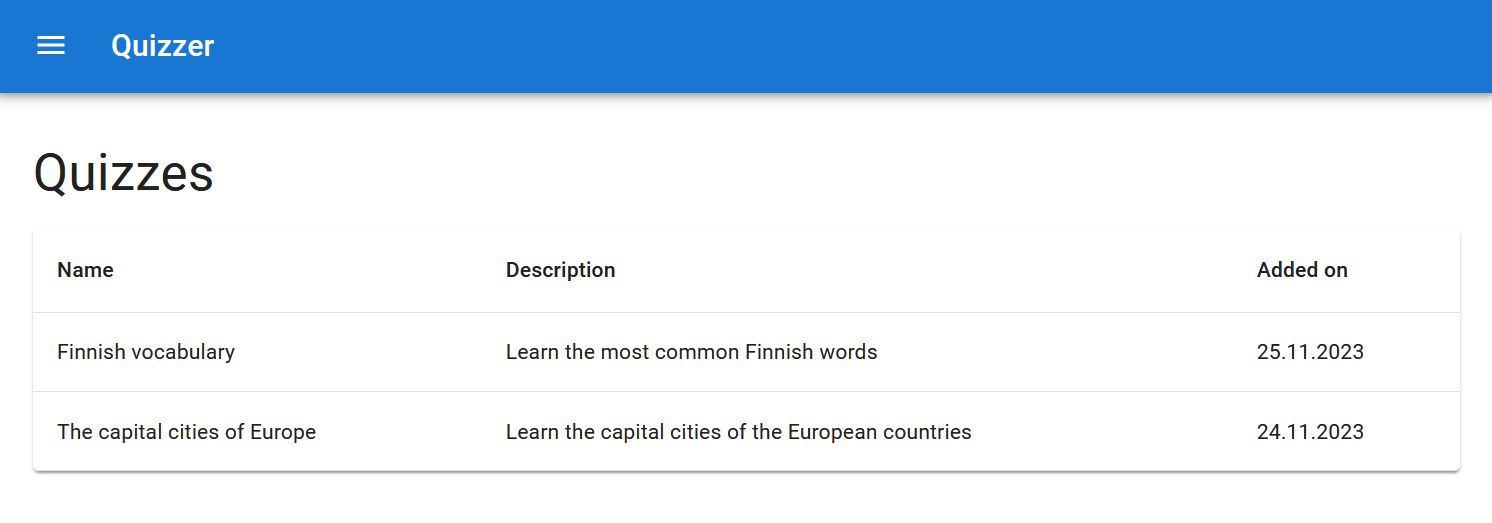 Quizzer
Quizzes
Name Description Added on
Finnish vocabulary Learn the most common Finnish words 25.11.2023
The capital cities of Europe Learn the capital cities of the European countries 24.11.2023